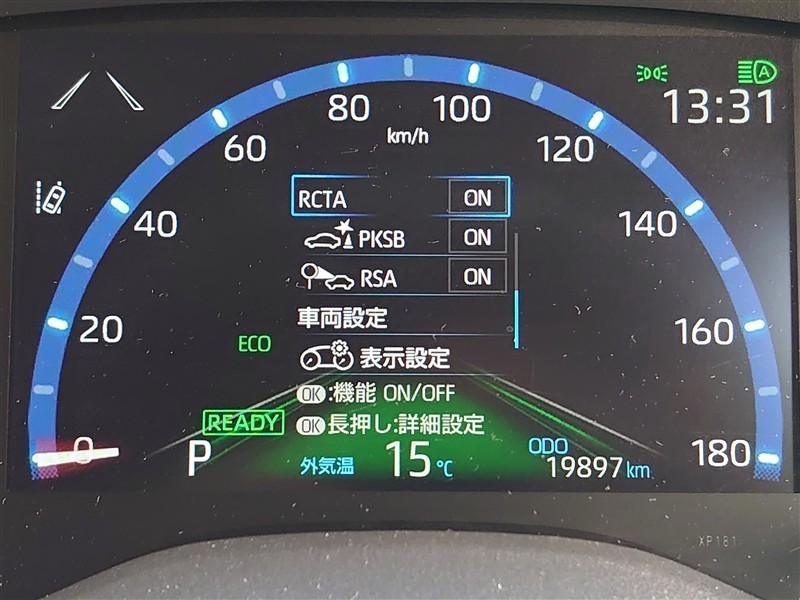 13:31
80
100
km/h
60
120
RCTA ON
PKSB ON
40
140
RSA ON
車両設定
20
160
ECO
表示設定
OK:機能 ON/OFF
READY
OK長押し:詳細設定
0
P
外気温 15℃
ODO
19897km
180
XP181